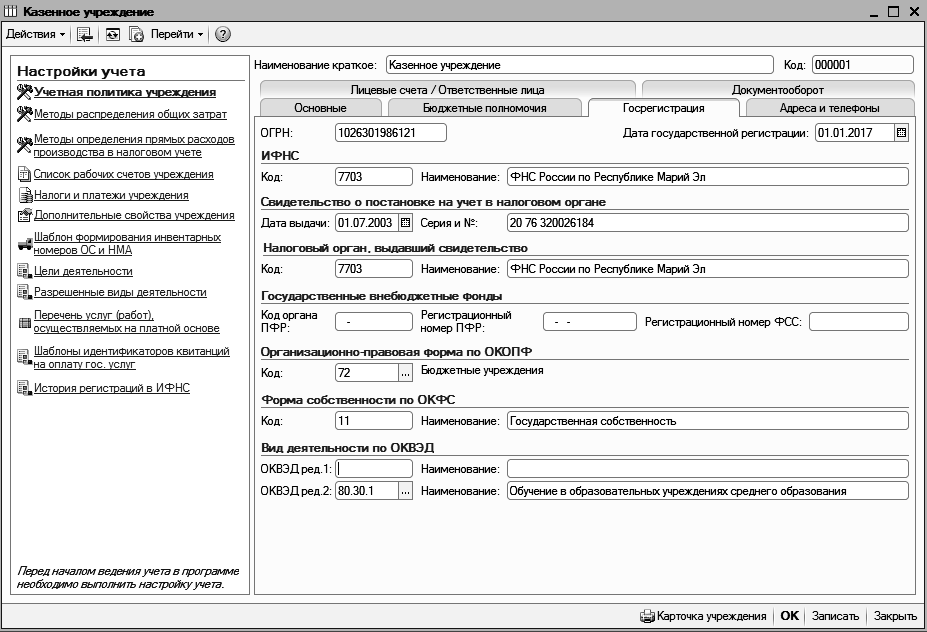 Казенное учреждение
Действия Перейти
Настройки учета
Учетная политика учреждения
Методы распределения общих затрат
Методы определения прямых расходов
производства в налоговом учете
Список рабочих счетов учреждения
Налоги и платежи учреждения
Дополнительные свойства учреждения
Шаблон формирования инвентарных
номеров ОС и НМА
Цели деятельности
Разрешенные виды деятельности
Перечень услуг (работ),
осуществляемых на платной основе
Шаблоны идентификаторов квитанций
на оплату гос. услуг
История регистраций в ИФНС
Перед началом ведения учета в программе
необходимо выполнить настройку учета.
Наименование краткое: Казенное учреждение Код: 000001
Лицевые счета / Ответственные лица Документооборот
Основные Бюджетные полномочия Госрегистрация Адреса и телефоны
ОГРН: 1026301986121 Дата государственной регистрации: 01.01.2017
ИФНС
Код: 7703 Наименование: ФНС России по Республике Марий Эл
Свидетельство о постановке на учет в налоговом органе
Дата выдачи: 01.07.2003 Серия и №: 20 76 320026184
Налоговый орган, выдавший свидетельство
Код: 7703 Наименование: ФНС России по Республике Марий Эл
Государственные внебюджетные фонды
Код органа
ПФР: - Регистрационный
номер ПФР: - - Регистрационный номер ФСС:
Организационно-правовая форма по ОКОПФ
Код: 72 ... Бюджетные учреждения
Форма собственности по ОКФС
Код: 11 Наименование: Государственная собственность
Вид деятельности по ОКВЭД
ОКВЭД ред.1: Наименование:
ОКВЭД ред.2: 80.30.1 ... Наименование: Обучение в образовательных учреждениях среднего образования
Карточка учреждения OK Записать Закрыть